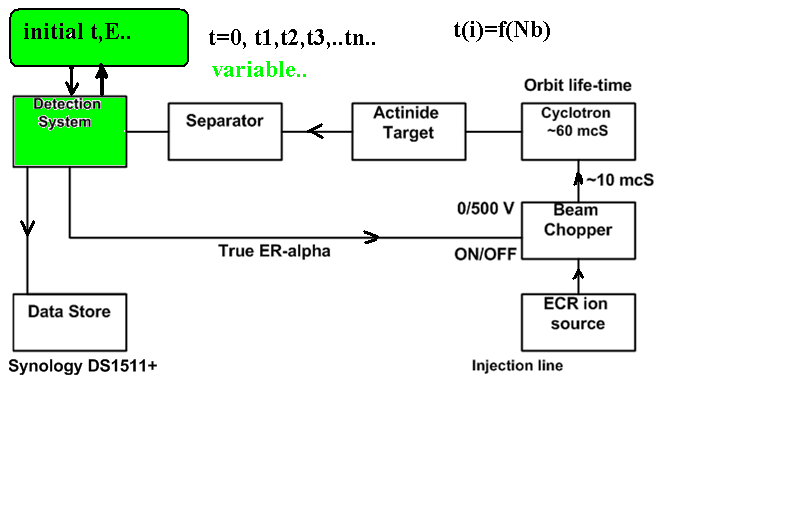 initial t,E..
t=0, t1,t2,t3,..tn..
t(i)=f(Nb)
variable..
Orbit life-time
Detection
System
Separator
Actinide
Target
Cyclotron
~60 mcS
~10 mcS
0/500 V
Beam
Chopper
True ER-alpha
ON/OFF
Data Store
ECR ion
source
Synology DS1511+
Injection line